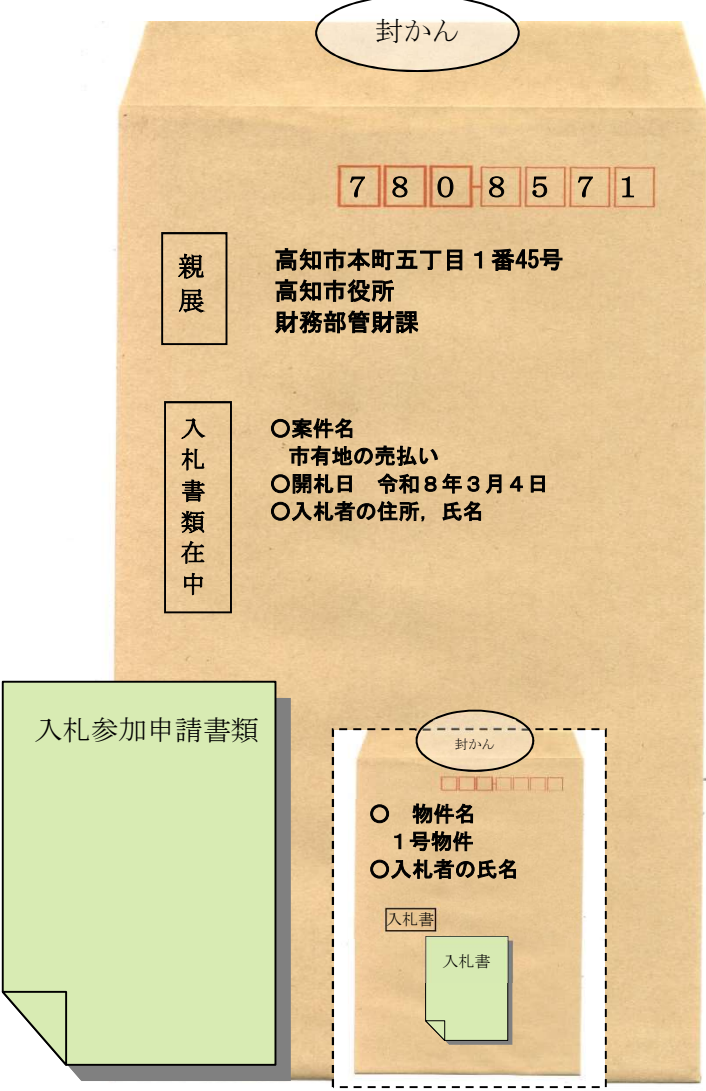 封かん
780-8571
親展
高知市本町五丁目1番45号
高知市役所
財務部管財課
入札書類在中
○案件名
市有地の売払い
○開札日　令和８年３月４日
○入札者の住所，氏名
入札参加申請書類
封かん
○　物件名
１号物件
○入札者の氏名
入札書
入札書